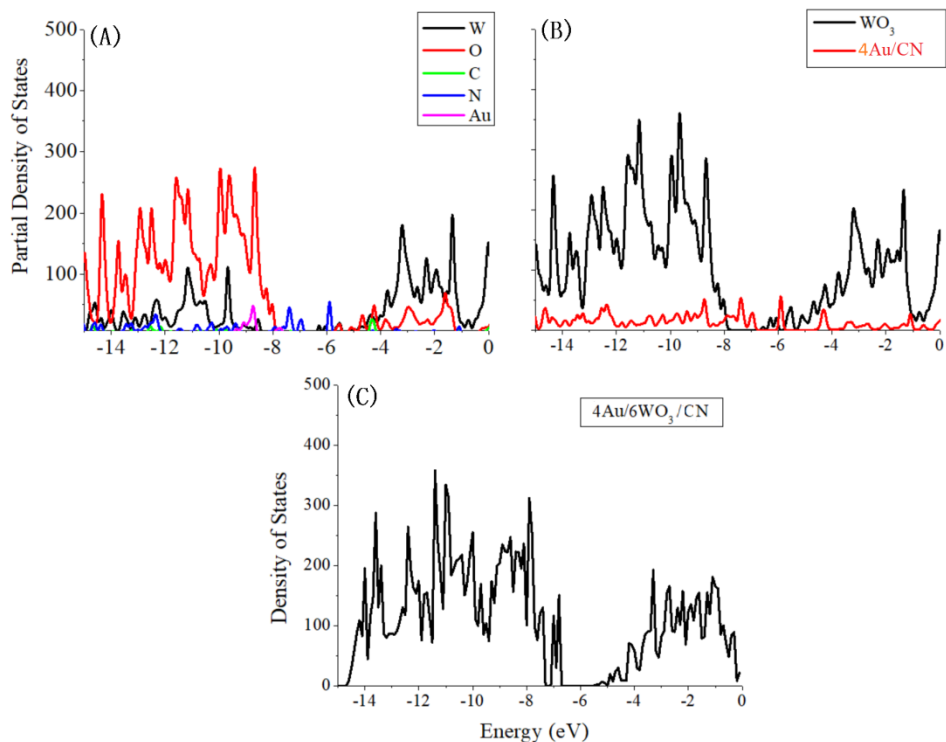 (A)
500
400
300
200
100
Partial Density of States
W
O
C
N
Au
-14
-12
-10
-8
-6
-4
-2
0
(B)
WO3
4Au/CN
-14
-12
-10
-8
-6
-4
-2
0
(C)
500
400
300
200
100
0
Density of States
4Au/6WO3/CN
-14
-12
-10
-8
-6
-4
-2
0
Energy (eV)